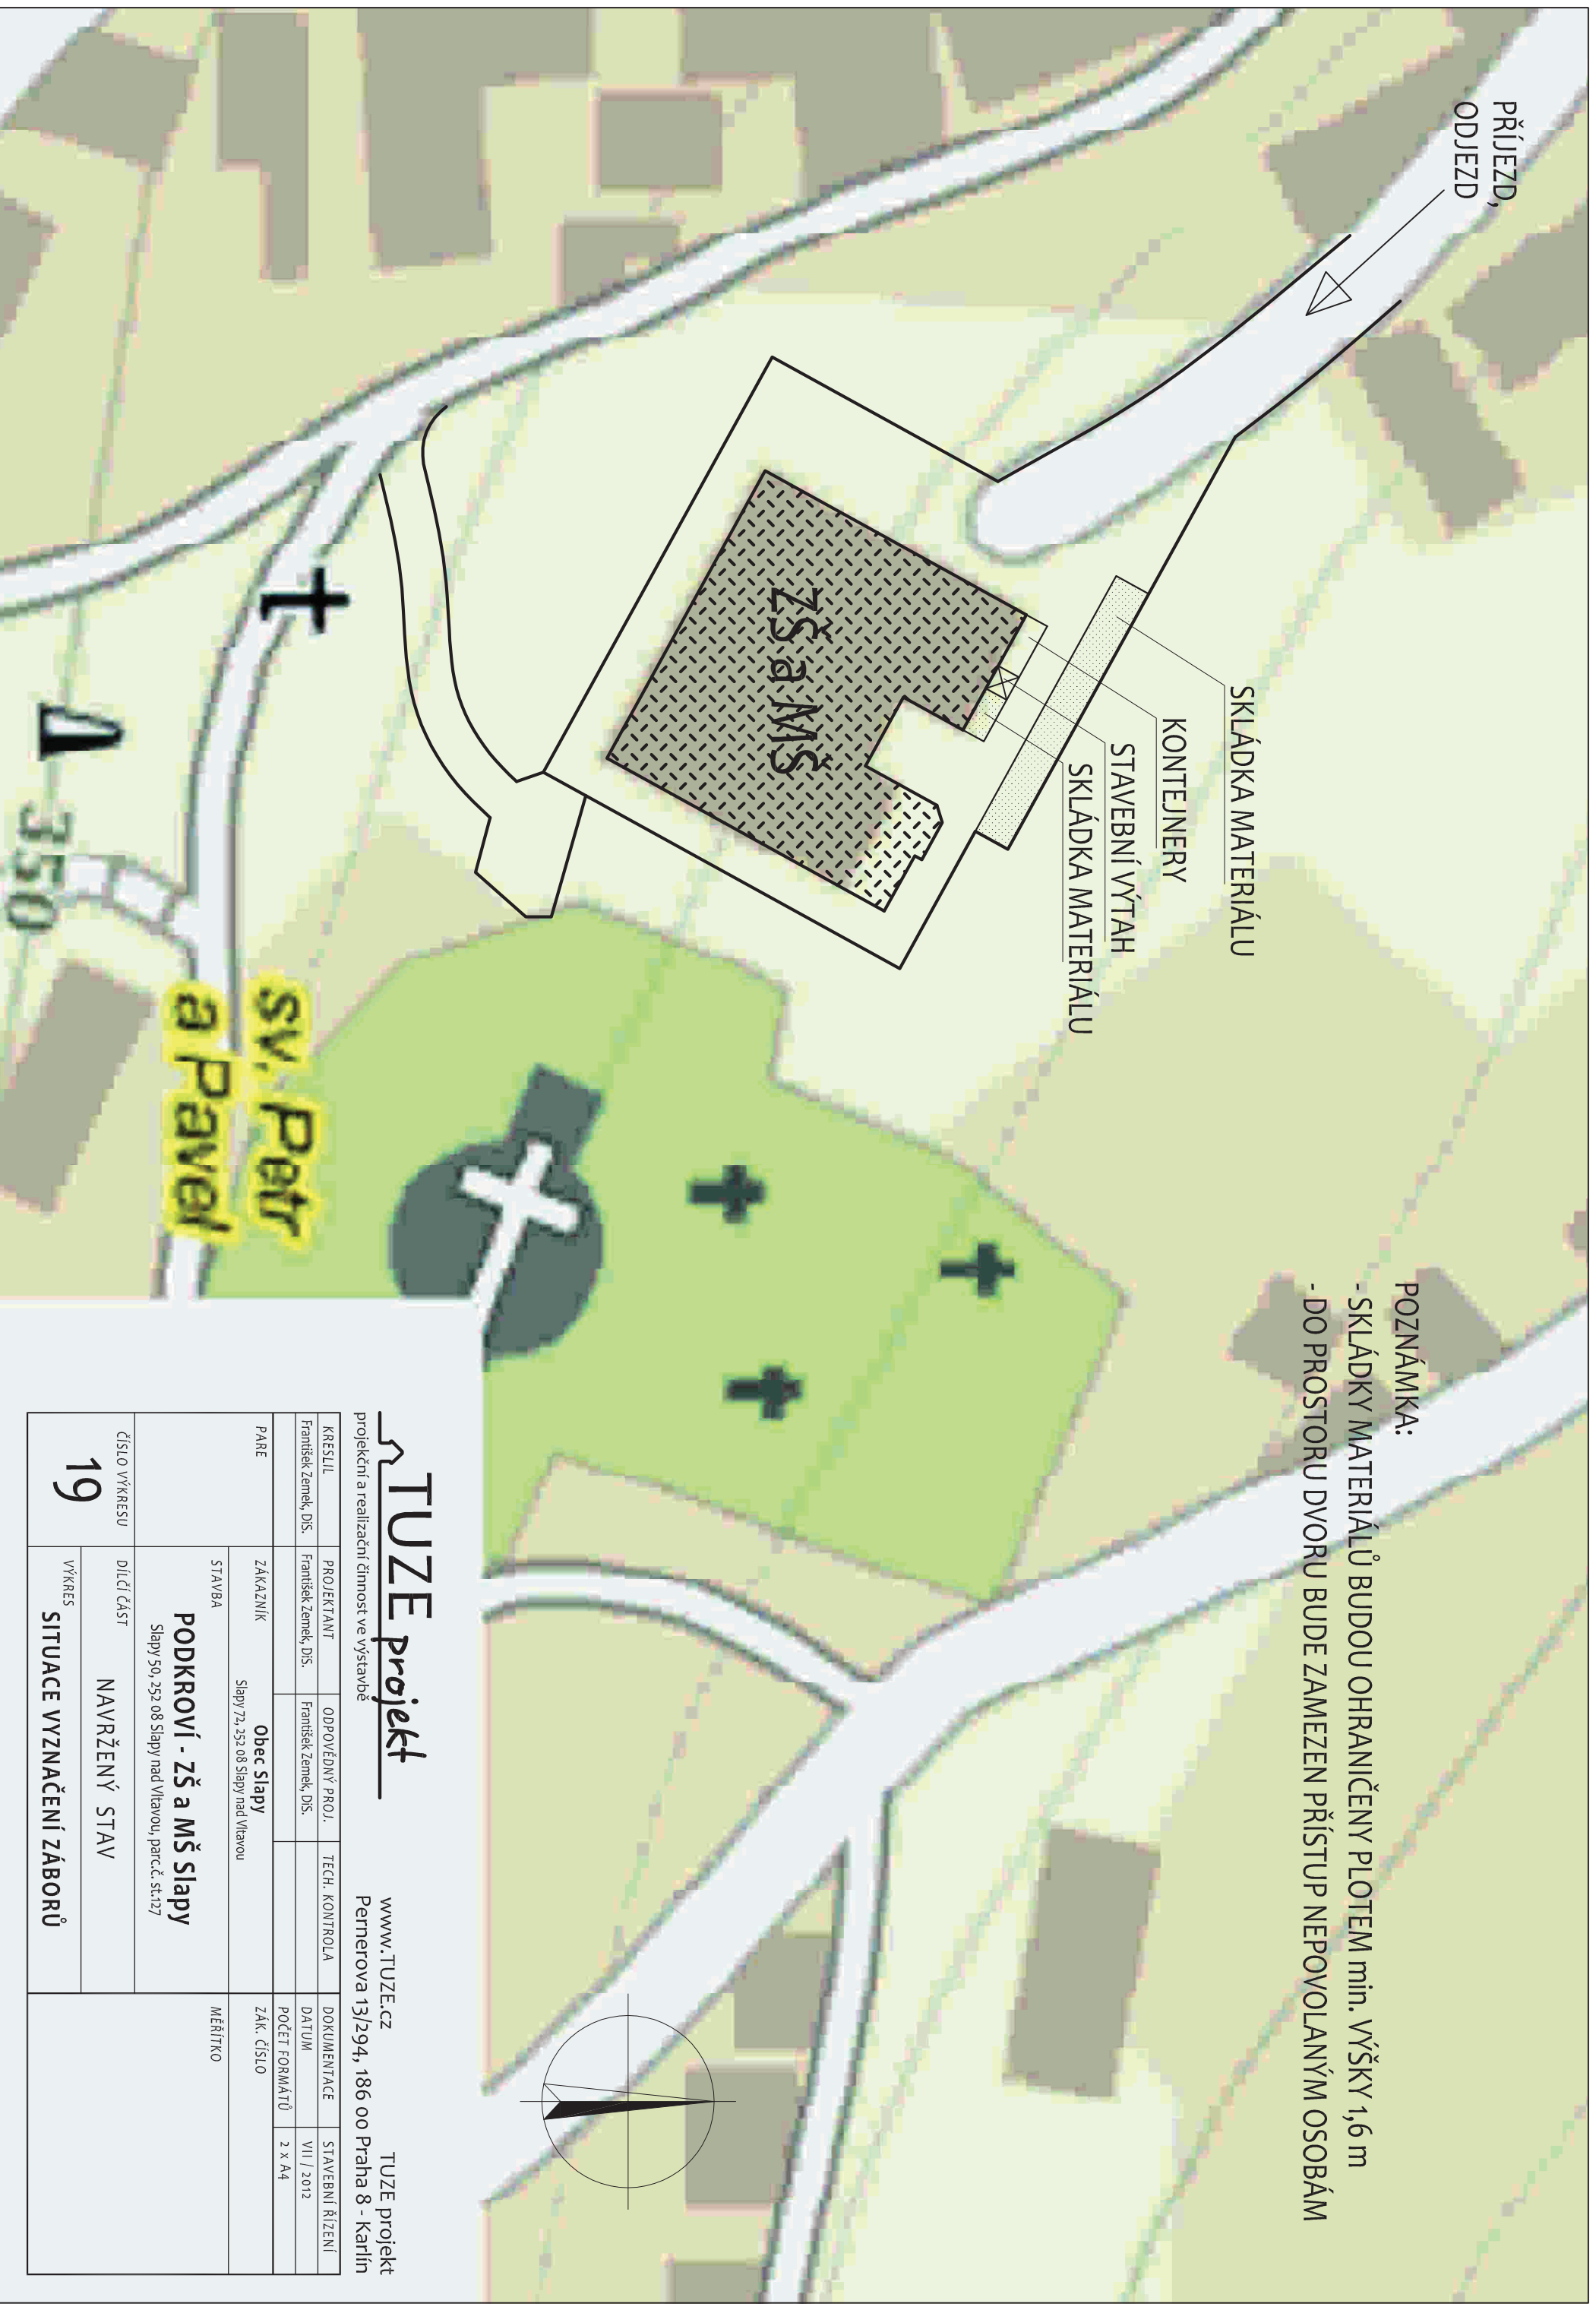 PŘÍJEZD,
ODJEZD
SKLÁDKA MATERIÁLU
KONTEJNERY
STAVEBNÍ VÝTAH
SKLÁDKA MATERIÁLU
ZŠ a MŠ
POZNÁMKA:
- SKLÁDKY MATERIÁLŮ BUDOU OHRANIČENY PLOTEM min. VÝŠKY 1,6 m
- DO PROSTORU DVORU BUDE ZAMEZEN PŘÍSTUP NEPOVOLANÝM OSOBÁM
350
sv. Petr
a Pavel
TUZE projekt
projekční a realizační činnost ve výstavbě
www.TUZE.cz
TUZE projekt
Pernerova 13/294, 186 00 Praha 8 - Karlín
KRESLIL PROJEKTANT ODPOVĚDNÝ PROJ. TECH. KONTROLA DOKUMENTACE STAVEBNÍ ŘÍZENÍ
František Zemek, DiS. František Zemek, DiS. František Zemek, DiS. DATUM VII / 2012
POČET FORMÁTŮ 2 x A4
PARE
ZÁKAZNÍK
Obec Slapy
Slapy 72, 252 08 Slapy nad Vltavou
ZÁK. ČÍSLO
STAVBA
PODKROVÍ - ZŠ a MŠ Slapy
Slapy 50, 252 08 Slapy nad Vltavou, parc.č. st.127
MĚŘÍTKO
ČÍSLO VÝKRESU
19
DÍLČÍ ČÁST
NAVRŽENÝ STAV
VÝKRES
SITUACE VYZNAČENÍ ZÁBORŮ